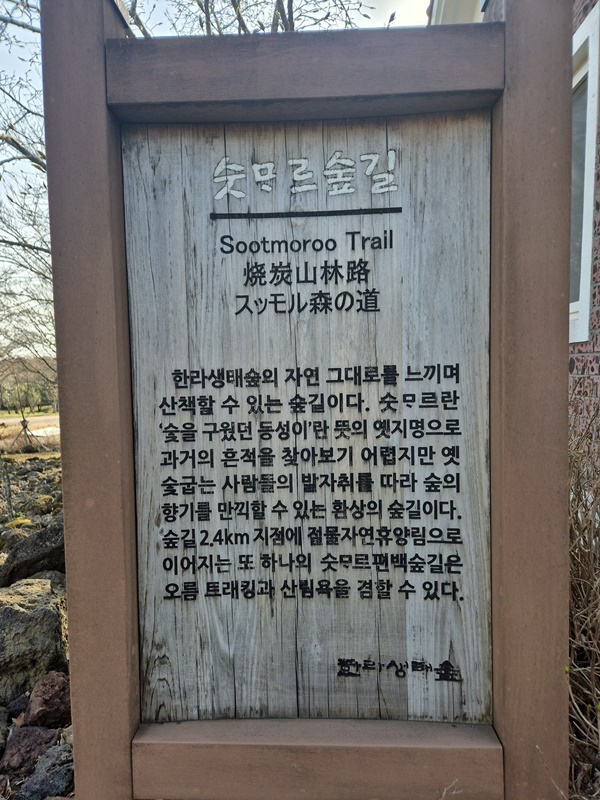 숫ᄆᆞ르숲길
Sootmoroo Trail
烧炭山林路
スッモル森の道
한라생태숲의 자연 그대로를 느끼며
산책할 수 있는 숲길이다. 숫ᄆᆞ르란
'숯을 구웠던 등성이'란 뜻의 옛지명으로
과거의 흔적을 찾아보기 어렵지만 옛
숯굽는 사람들의 발자취를 따라 숲의
향기를 만끽할 수 있는 환상의 숲길이다.
숲길 2.4km 지점에 절물자연휴양림으로
이어지는 또 하나의 숫ᄆᆞ르편백숲길은
오름 트래킹과 산림욕을 겸할 수 있다.
한라생태숲